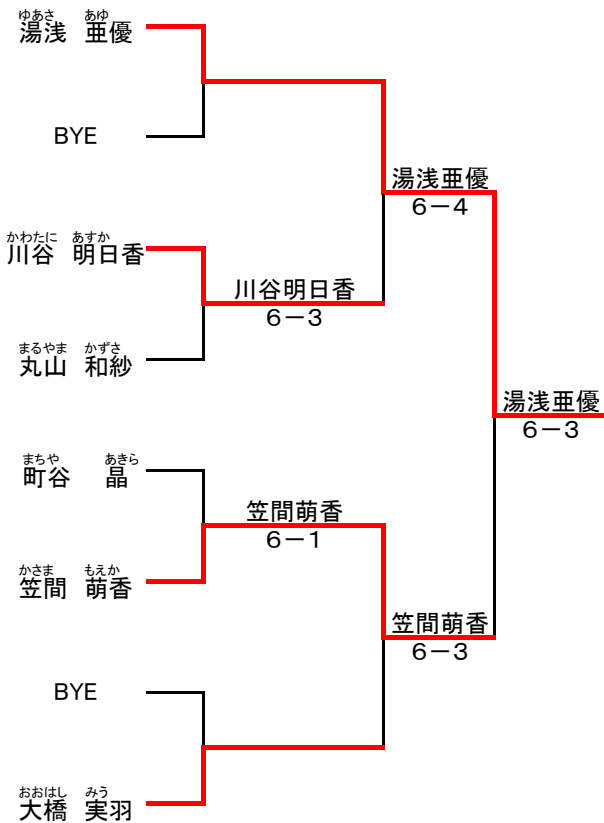 ゆあさ あゆ
湯浅 亜優
BYE
湯浅亜優
6－4
かわたに あすか
川谷 明日香
川谷明日香
6－3
まるやま かずさ
丸山 和紗
湯浅亜優
6－3
まちや あきら
町谷 晶
笠間萌香
6－1
かさま もえか
笠間 萌香
笠間萌香
6－3
BYE
おおはし みう
大橋 実羽